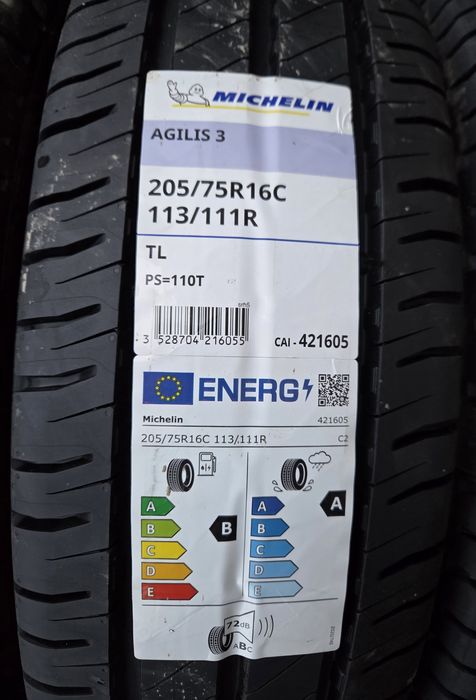 MICHELIN
AGILIS 3
205/75R16C
113/111R
TL
PS=110T
sm5
3 528704 216055
CAI - 421605
ENERG
Michelin 421605
205/75R16C 113/111R C2
A A A
B B B
C C
D D
E E
72dB
ABC